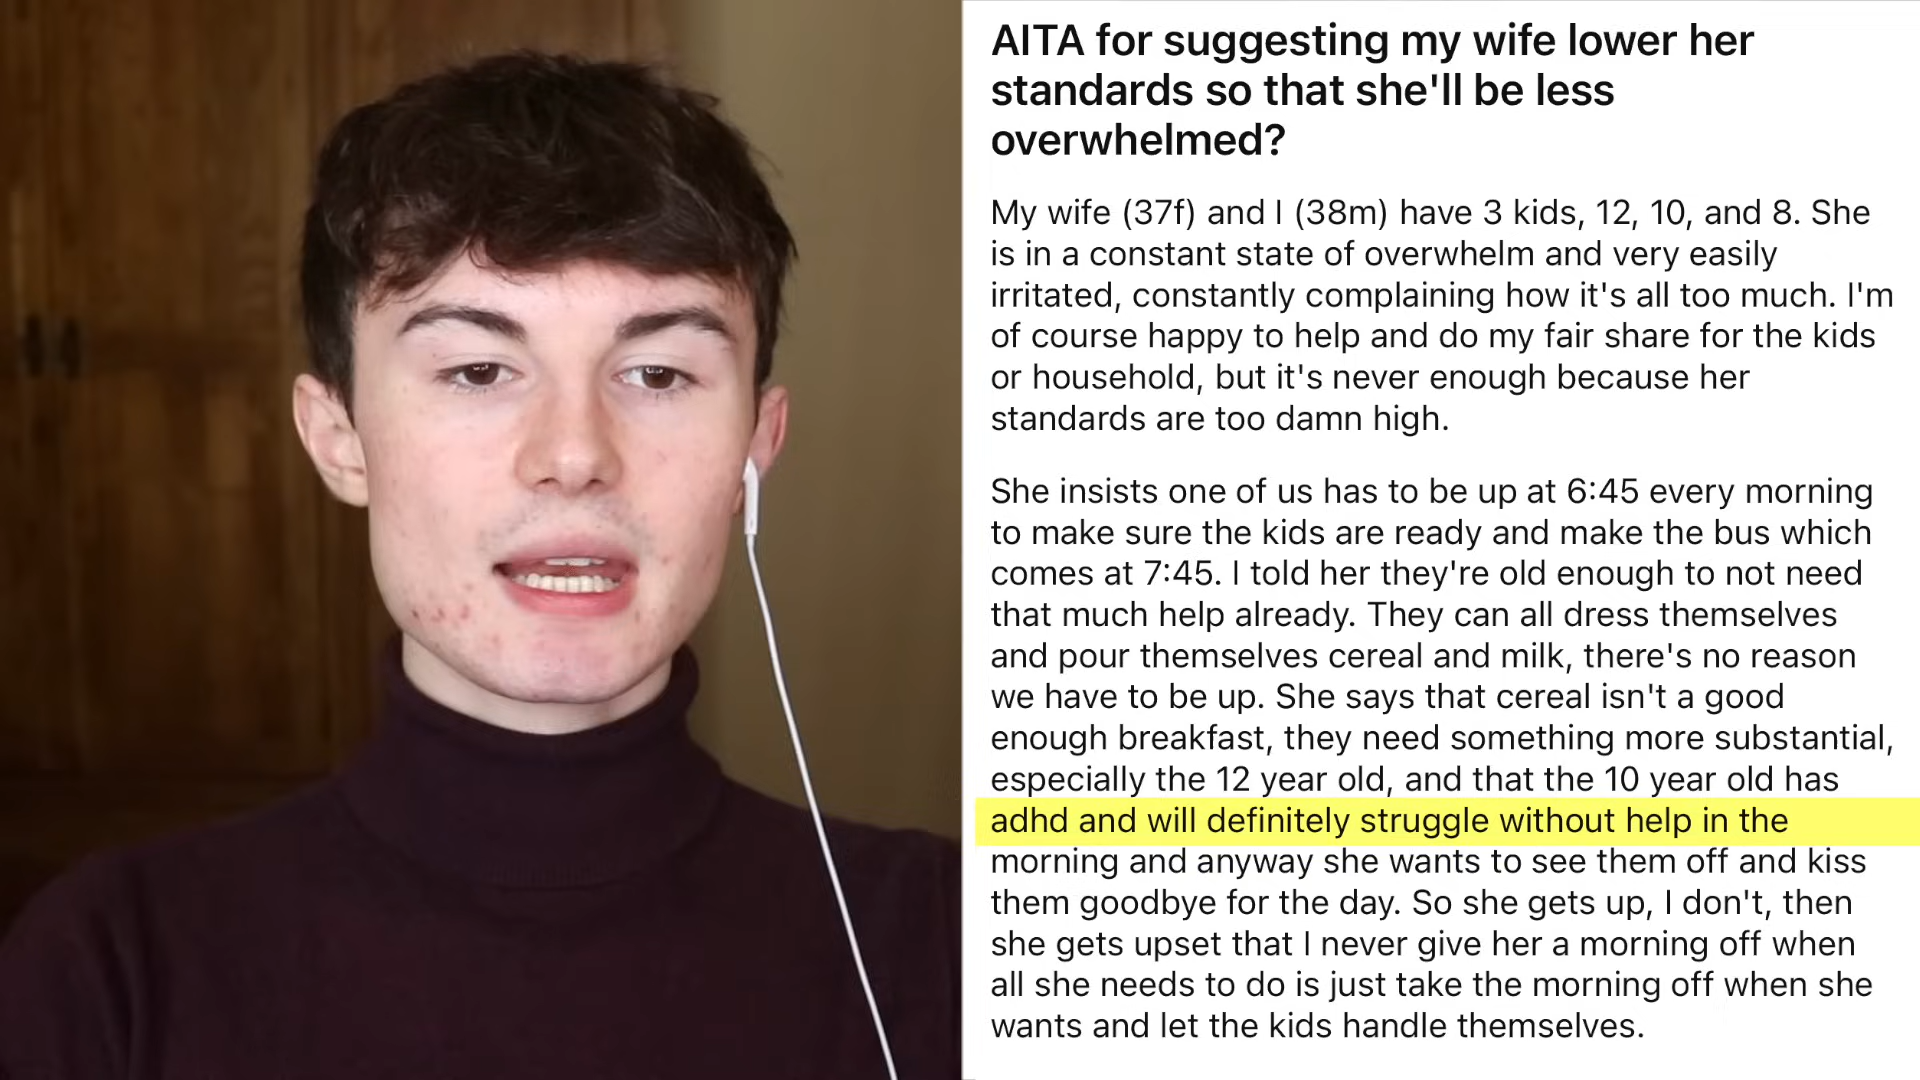 AITA for suggesting my wife lower her
standards so that she'll be less
overwhelmed?
My wife (37f) and I (38m) have 3 kids, 12, 10, and 8. She
is in a constant state of overwhelm and very easily
irritated, constantly complaining how it's all too much. I'm
of course happy to help and do my fair share for the kids
or household, but it's never enough because her
standards are too damn high.
She insists one of us has to be up at 6:45 every morning
to make sure the kids are ready and make the bus which
comes at 7:45. I told her they're old enough to not need
that much help already. They can all dress themselves
and pour themselves cereal and milk, there's no reason
we have to be up. She says that cereal isn't a good
enough breakfast, they need something more substantial,
especially the 12 year old, and that the 10 year old has
adhd and will definitely struggle without help in the
morning and anyway she wants to see them off and kiss
them goodbye for the day. So she gets up, I don't, then
she gets upset that I never give her a morning off when
all she needs to do is just take the morning off when she
wants and let the kids handle themselves.